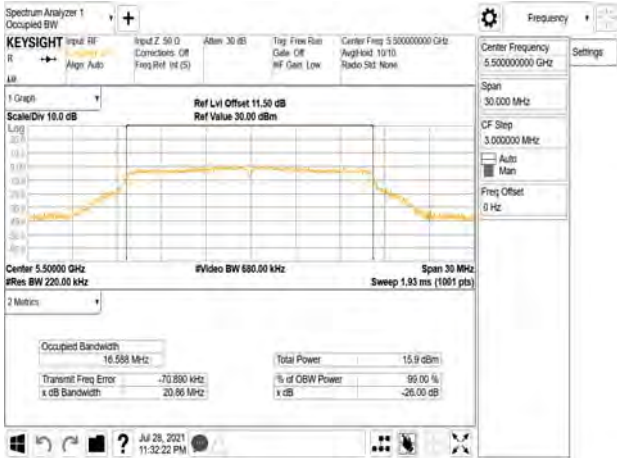 Spectrum Analyzer 1
Occupied BW
Frequency
KEYSIGHT
Input: RF
Align: Auto
Input Z: 50 Ω
Corrections: Off
Freq Ref: Int (S)
Atten: 30 dB
Trig: Free Run
Gate: Off
#IF Gain: Low
Center Freq: 5.500000000 GHz
Avg|Hold: 10/10
Radio Std: None
Center Frequency
5.500000000 GHz
Settings
Span
30.000 MHz
CF Step
3.000000 MHz
Auto
Man
Freq Offset
0 Hz
1 Graph
Scale/Div 10.0 dB
Ref Lvl Offset 11.50 dB
Ref Value 30.00 dBm
Log
Center 5.50000 GHz
#Video BW 680.00 kHz
Span 30 MHz
#Res BW 220.00 kHz
Sweep 1.93 ms (1001 pts)
2 Metrics
Occupied Bandwidth
16.588 MHz
Total Power
15.9 dBm
Transmit Freq Error
-70.890 kHz
% of OBW Power
99.00 %
x dB Bandwidth
20.86 MHz
x dB
-26.00 dB
Jul 28, 2021
11:32:22 PM